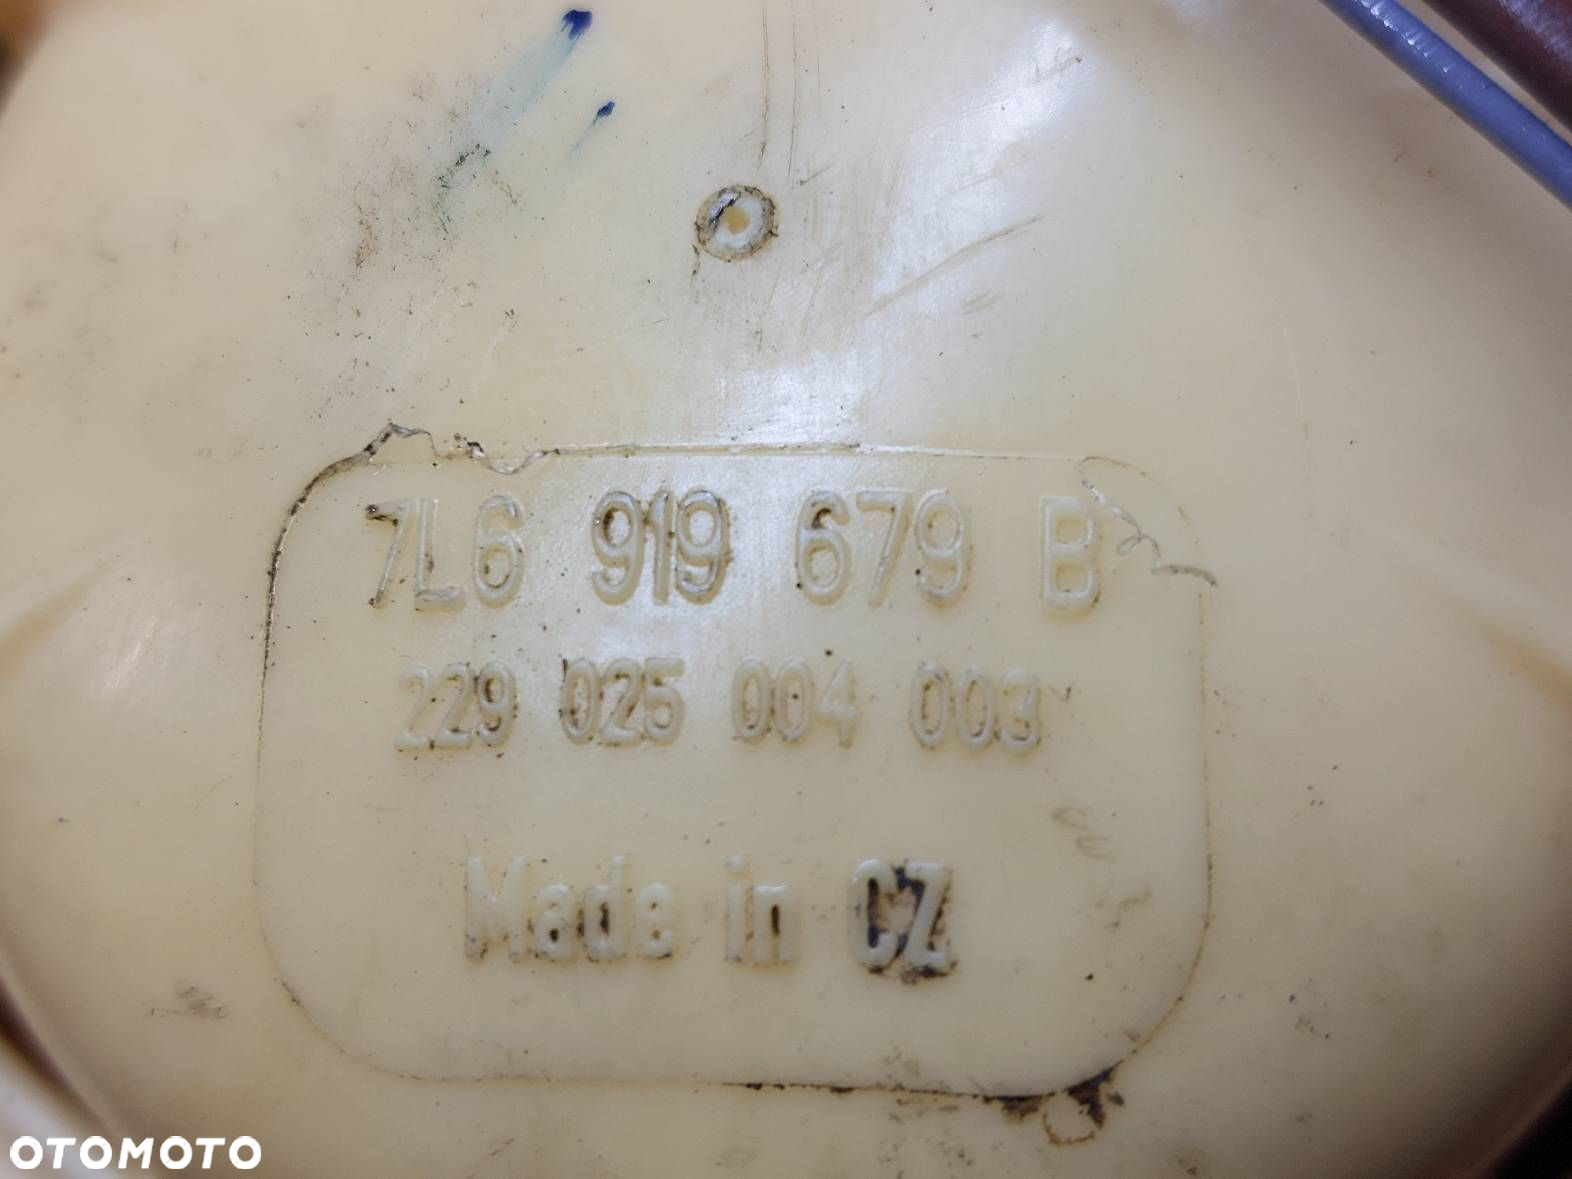 7L6 919 679 B
229 025 004 003
Made in CZ
OTOMOTO